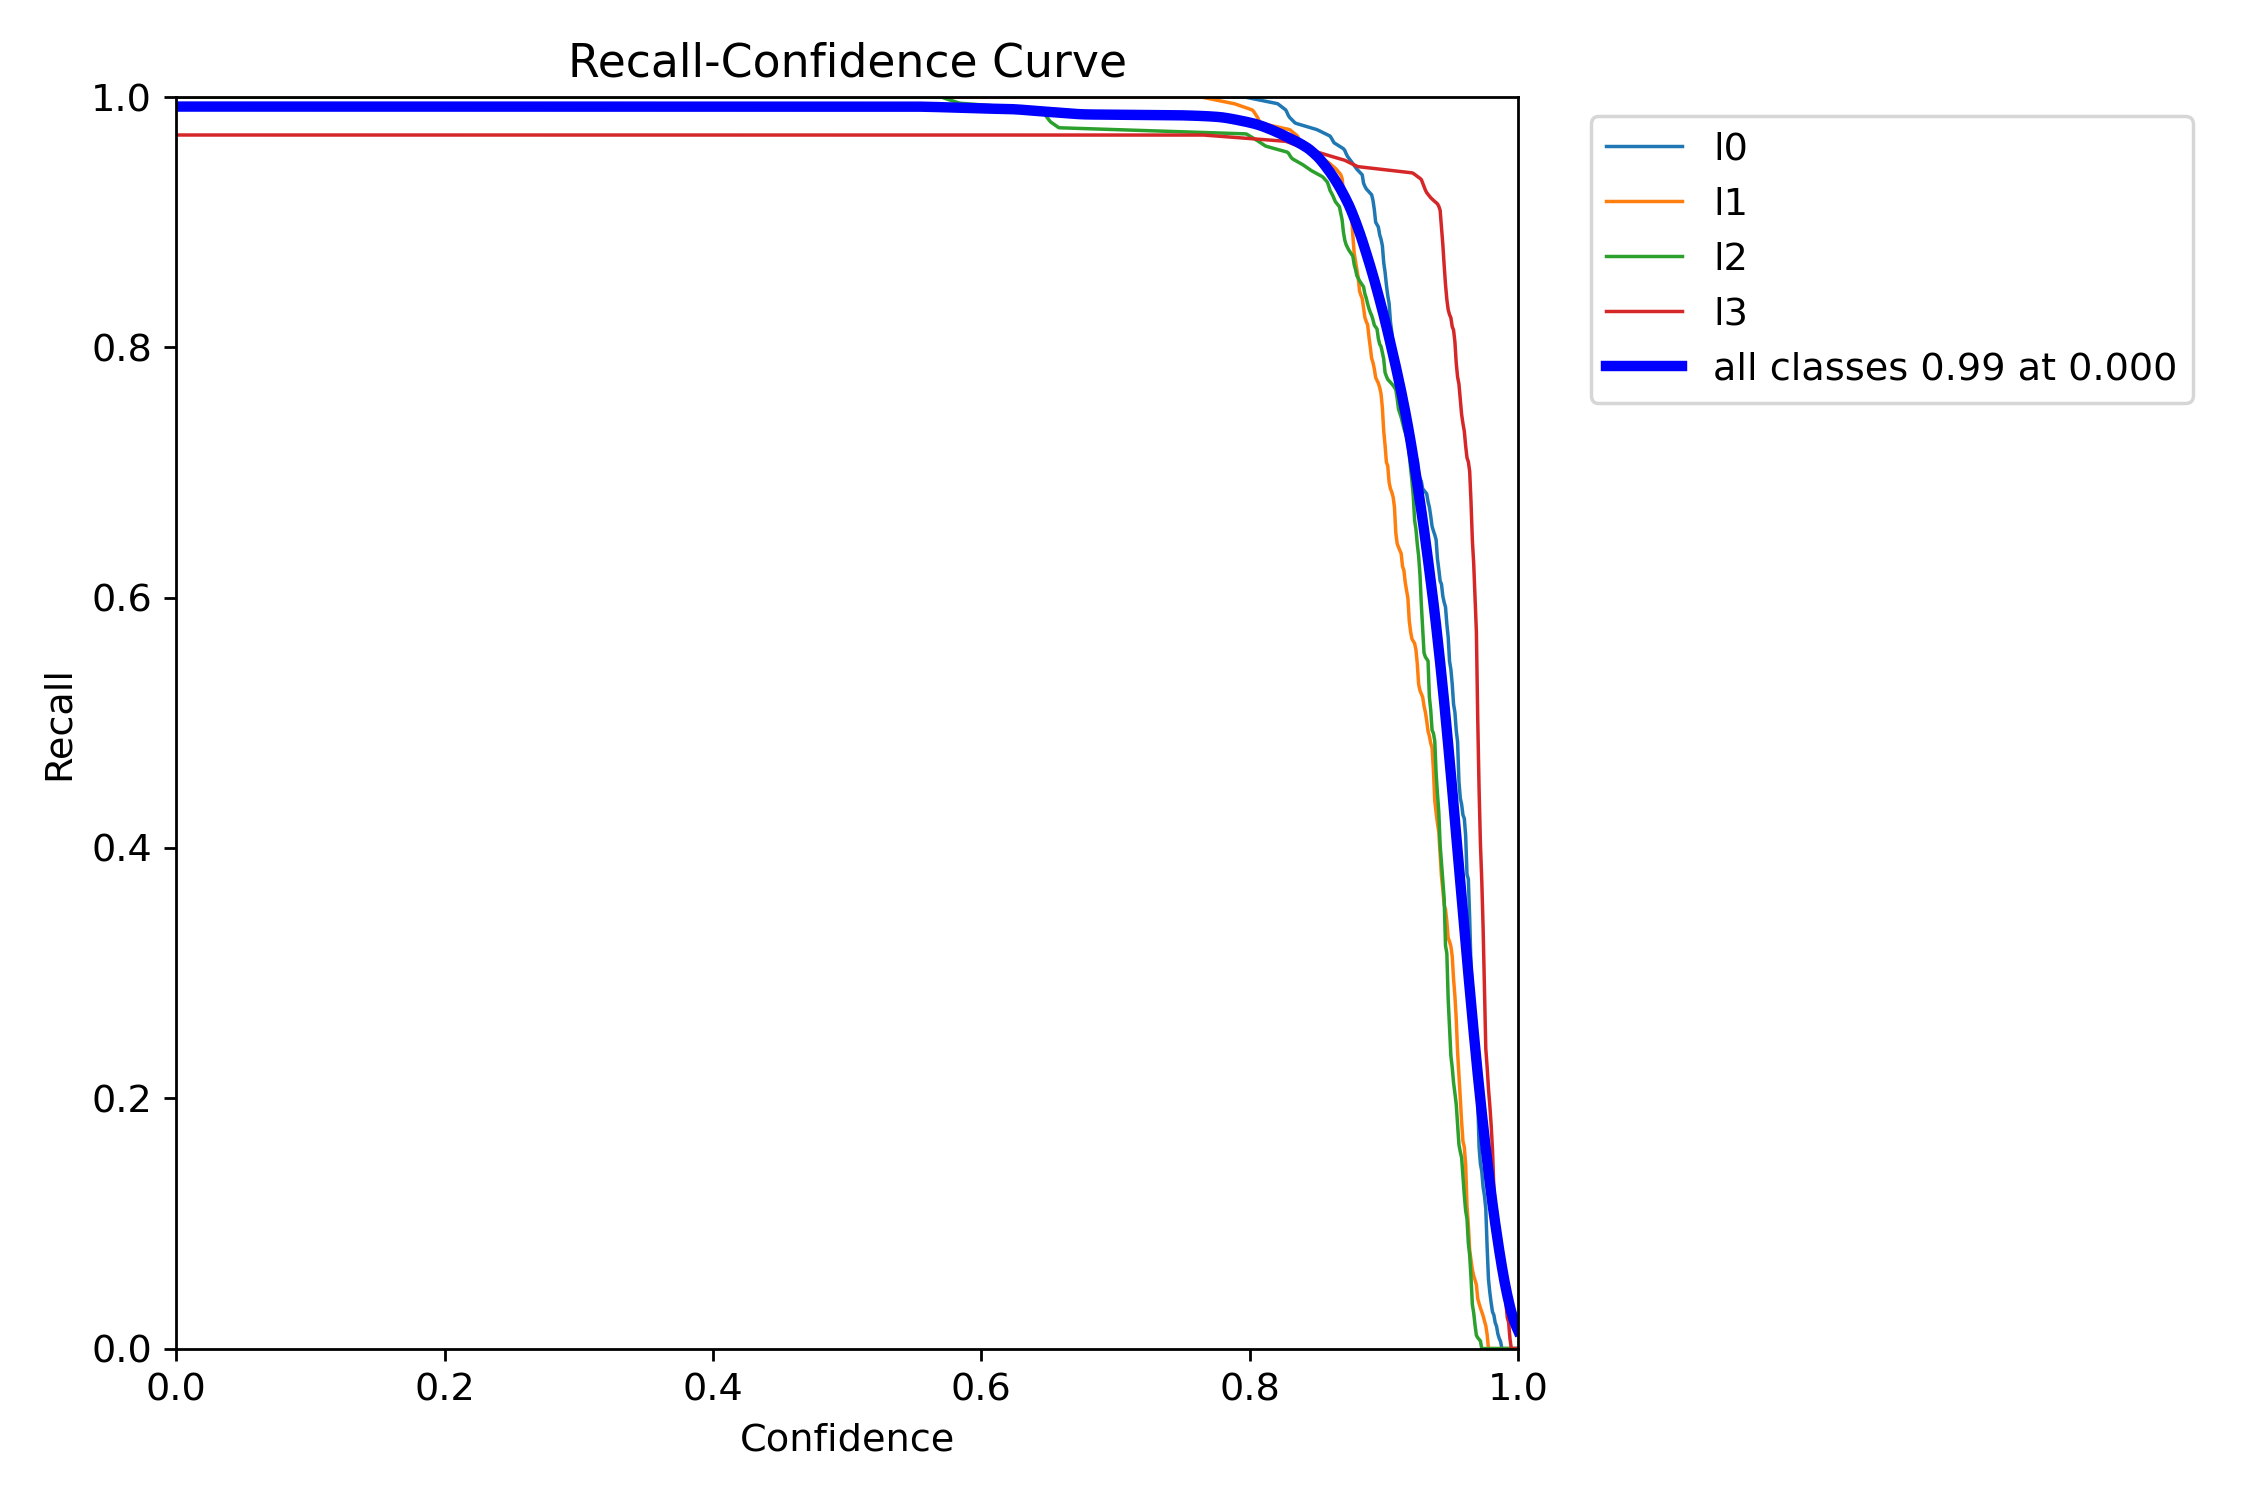 Recall-Confidence Curve
1.0
0.8
0.6
0.4
0.2
0.0
Recall
0.0 0.2 0.4 0.6 0.8 1.0
Confidence
l0
l1
l2
l3
all classes 0.99 at 0.000